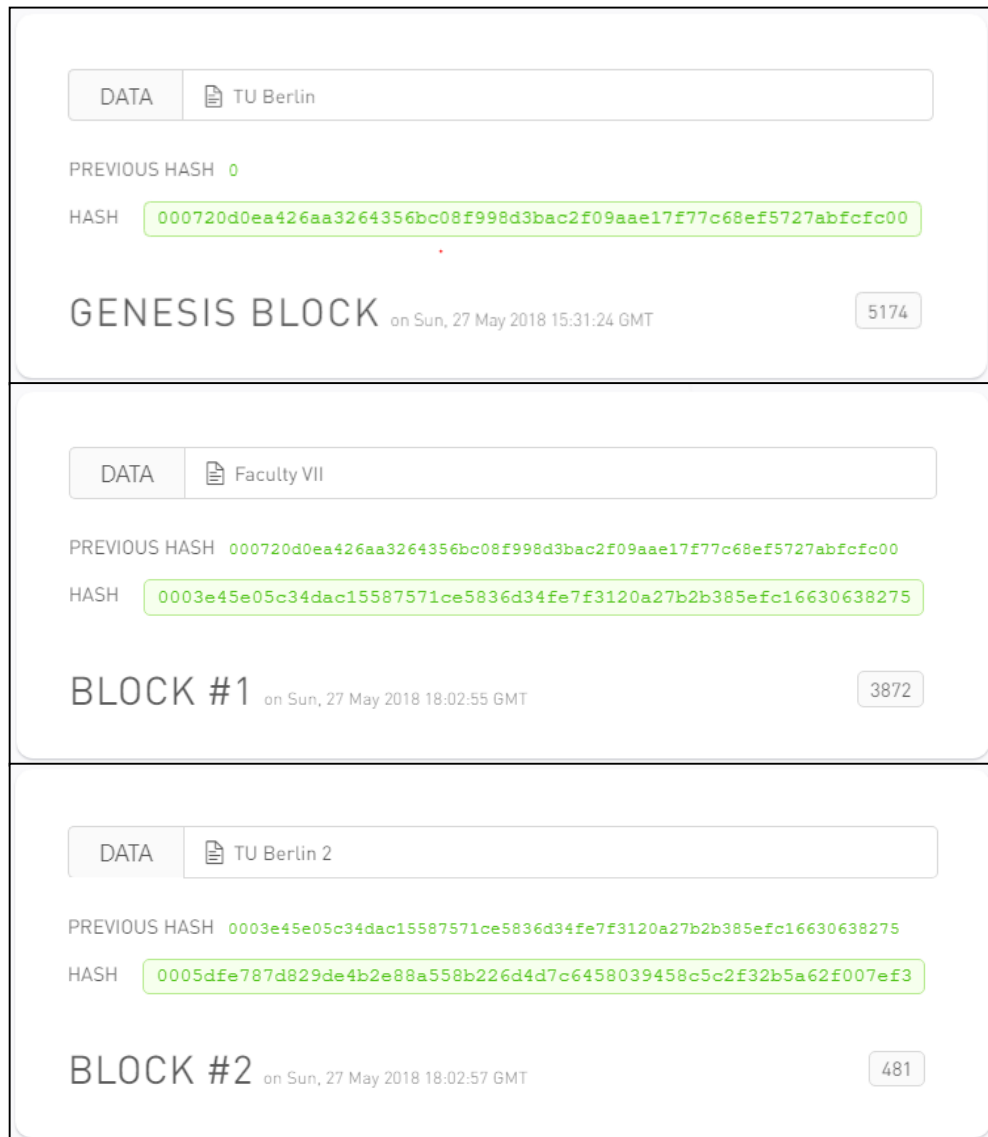 DATA TU Berlin
PREVIOUS HASH 0
HASH 000720d0ea426aa3264356bc08f998d3bac2f09aae17f77c68ef5727abfcfc00
GENESIS BLOCK on Sun, 27 May 2018 15:31:24 GMT 5174
DATA Faculty VII
PREVIOUS HASH 000720d0ea426aa3264356bc08f998d3bac2f09aae17f77c68ef5727abfcfc00
HASH 0003e45e05c34dac15587571ce5836d34fe7f3120a27b2b385efc16630638275
BLOCK #1 on Sun, 27 May 2018 18:02:55 GMT 3872
DATA TU Berlin 2
PREVIOUS HASH 0003e45e05c34dac15587571ce5836d34fe7f3120a27b2b385efc16630638275
HASH 0005dfe787d829de4b2e88a558b226d4d7c6458039458c5c2f32b5a62f007ef3
BLOCK #2 on Sun, 27 May 2018 18:02:57 GMT 481